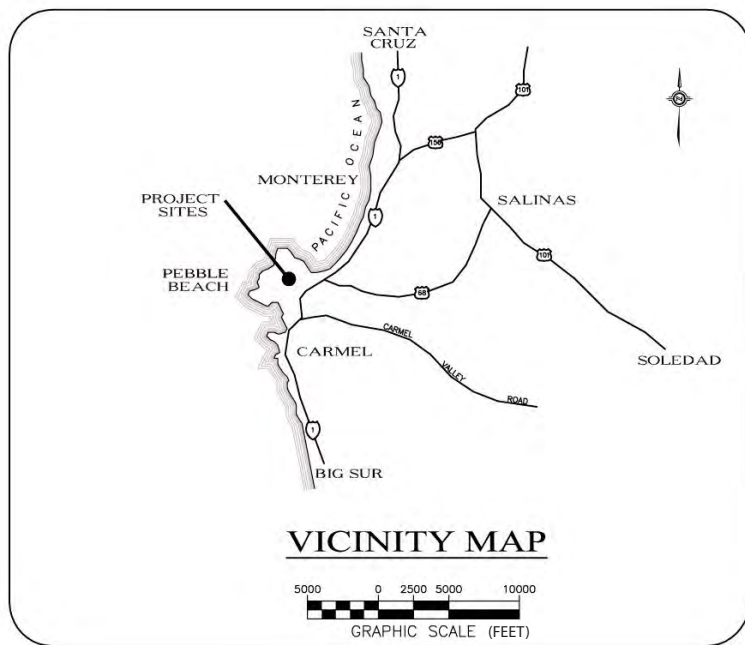 SANTA
CRUZ
1
101
156
PACIFIC OCEAN
MONTEREY
PROJECT
SITES
SALINAS
1
PEBBLE
BEACH
101
68
CARMEL
VALLEY
ROAD
CARMEL
SOLEDAD
1
BIG SUR
VICINITY MAP
5000 0 2500 5000 10000
GRAPHIC SCALE (FEET)